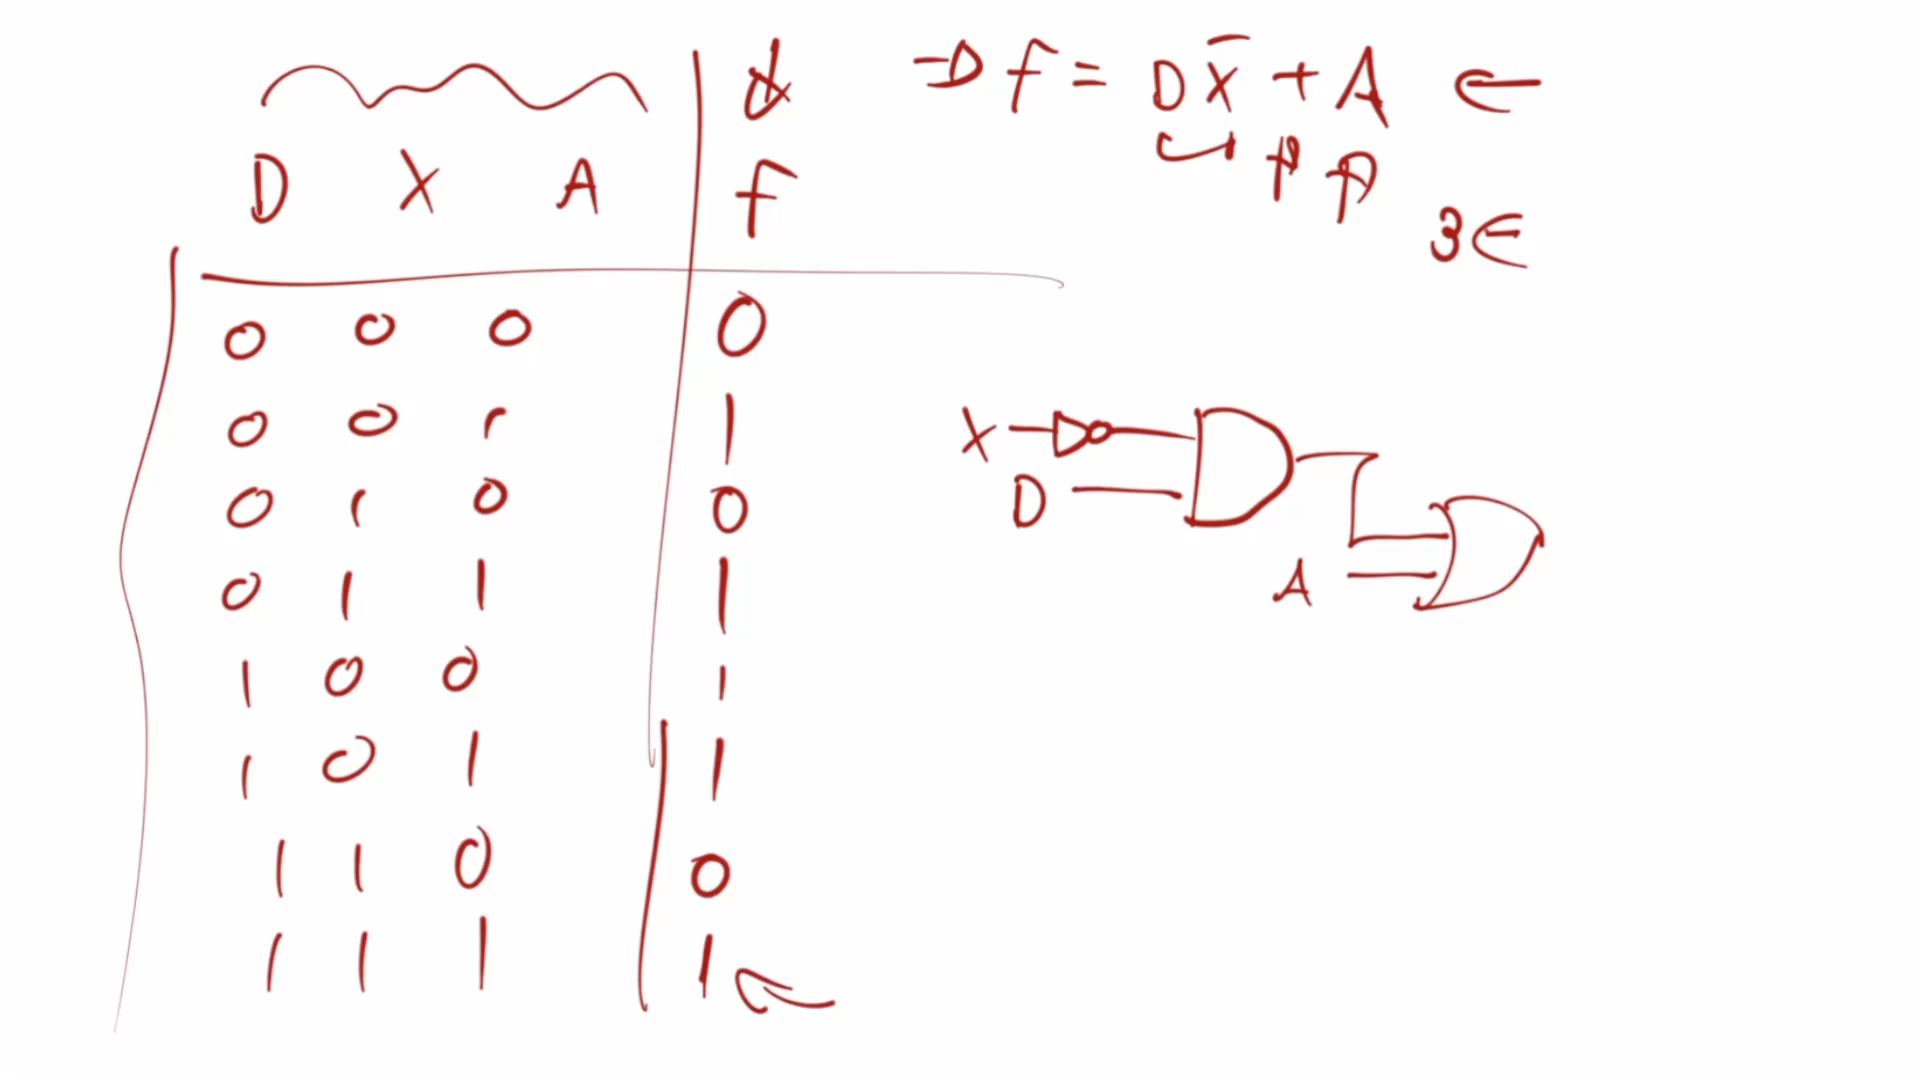 F = DX̅ + A
D X A F
3
0 0 0 0
0 0 1 1
0 1 0 0
0 1 1 1
1 0 0 1
1 0 1 1
1 1 0 0
1 1 1 1
X
D
A